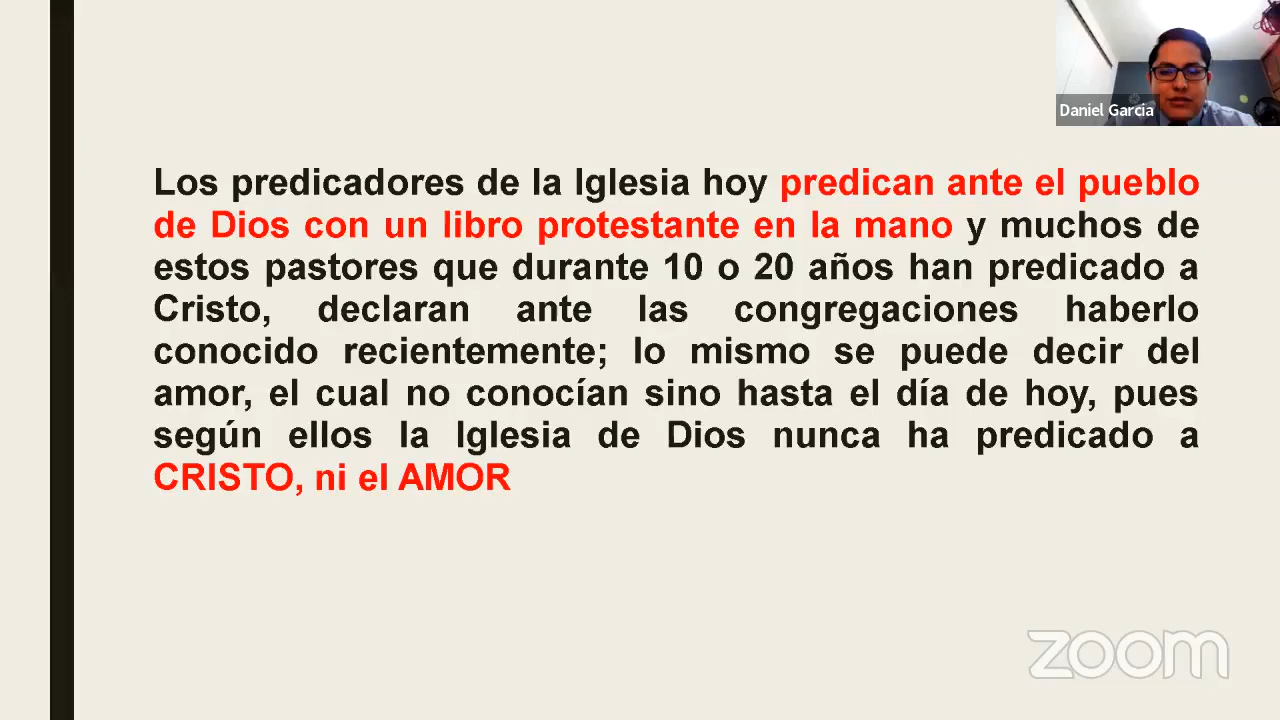 Daniel Garcia
Los predicadores de la Iglesia hoy predican ante el pueblo
de Dios con un libro protestante en la mano y muchos de
estos pastores que durante 10 o 20 años han predicado a
Cristo, declaran ante las congregaciones haberlo
conocido recientemente; lo mismo se puede decir del
amor, el cual no conocían sino hasta el día de hoy, pues
según ellos la Iglesia de Dios nunca ha predicado a
CRISTO, ni el AMOR
zoom